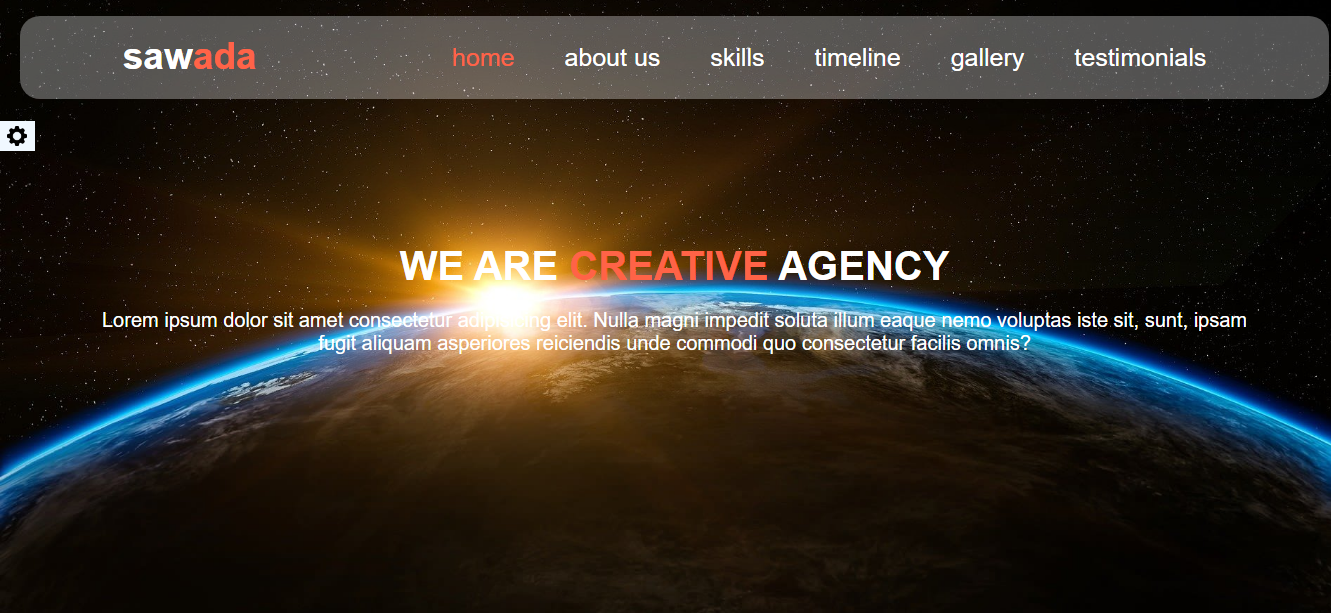 sawada
home about us skills timeline gallery testimonials
WE ARE CREATIVE AGENCY
Lorem ipsum dolor sit amet consectetur adipisicing elit. Nulla magni impedit soluta illum eaque nemo voluptas iste sit, sunt, ipsam
fugit aliquam asperiores reiciendis unde commodi quo consectetur facilis omnis?